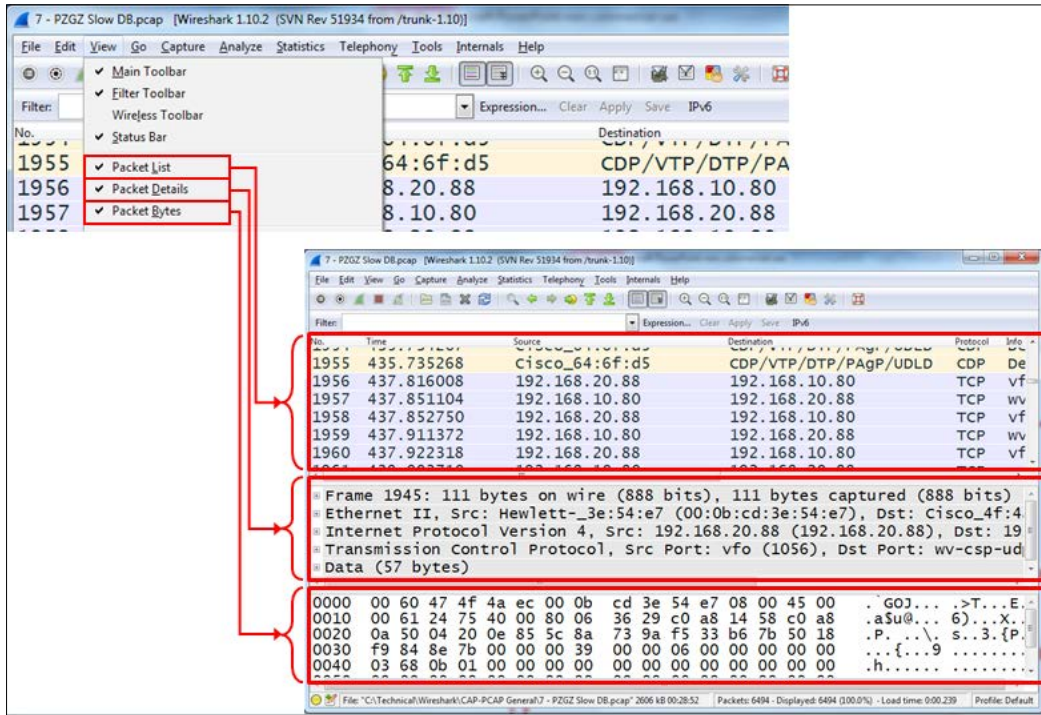 7 - PZGZ Slow DB.pcap [Wireshark 1.10.2 (SVN Rev 51934 from /trunk-1.10)]
File Edit View Go Capture Analyze Statistics Telephony Tools Internals Help
Main Toolbar
Filter Toolbar
Wireless Toolbar
Status Bar
Packet List
Packet Details
Packet Bytes
Filter: Expression... Clear Apply Save IPv6
No. Destination
1955 64:6f:d5 CDP/VTP/DTP/PA
1956 8.20.88 192.168.10.80
1957 8.10.80 192.168.20.88
7 - PZGZ Slow DB.pcap [Wireshark 1.10.2 (SVN Rev 51934 from /trunk-1.10)]
File Edit View Go Capture Analyze Statistics Telephony Tools Internals Help
Filter: Expression... Clear Apply Save IPv6
No. Time Source Destination Protocol Info
1955 435.735268 Cisco_64:6f:d5 CDP/VTP/DTP/PAgP/UDLD CDP De
1956 437.816008 192.168.20.88 192.168.10.80 TCP vf
1957 437.851104 192.168.10.80 192.168.20.88 TCP wv
1958 437.852750 192.168.20.88 192.168.10.80 TCP vf
1959 437.911372 192.168.10.80 192.168.20.88 TCP wv
1960 437.922318 192.168.20.88 192.168.10.80 TCP vf
Frame 1945: 111 bytes on wire (888 bits), 111 bytes captured (888 bits)
Ethernet II, Src: Hewlett-_3e:54:e7 (00:0b:cd:3e:54:e7), Dst: Cisco_4f:4
Internet Protocol Version 4, Src: 192.168.20.88 (192.168.20.88), Dst: 19
Transmission Control Protocol, Src Port: vfo (1056), Dst Port: wv-csp-ud
Data (57 bytes)
0000 00 60 47 4f 4a ec 00 0b cd 3e 54 e7 08 00 45 00 .`GOJ... .>T...E.
0010 00 61 24 75 40 00 80 06 36 29 c0 a8 14 58 c0 a8 .a$u@... 6)...X..
0020 0a 50 04 20 0e 85 5c 8a 73 9a f5 33 b6 7b 50 18 .P. ..\. s..3.{P.
0030 f9 84 8e 7b 00 00 00 39 00 00 06 00 00 00 00 00 ...{...9 ........
0040 03 68 0b 01 00 00 00 00 00 00 00 00 00 00 00 00 .h...... ........
File: "C:\Technical\Wireshark\CAP-PCAP General\7 - PZGZ Slow DB.pcap" 2606 kB 00:28:52 Packets: 6494 - Displayed: 6494 (100.0%) - Load time: 0:00.239 Profile: Default